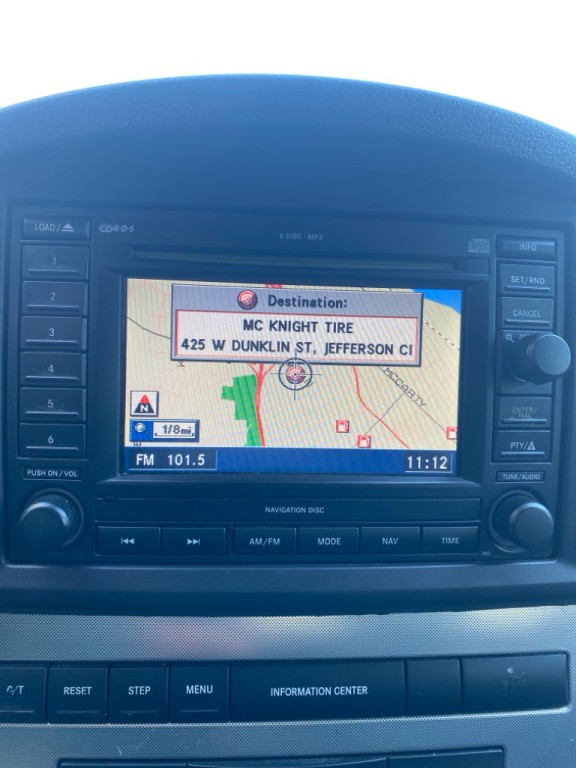 LOAD/
CD R·D·S
6 DISC · MP3
INFO
1
SET/RND
2
CANCEL
3
4
ENTER/
5
6
PTY/
PUSH ON / VOL
TUNE/AUDIO
Destination:
MC KNIGHT TIRE
425 W DUNKLIN ST, JEFFERSON CI
MCCARTY
N
1/8mi.
FM 101.5
11:12
NAVIGATION DISC
AM/FM
MODE
NAV
TIME
MIC
C/T
RESET
STEP
MENU
INFORMATION CENTER